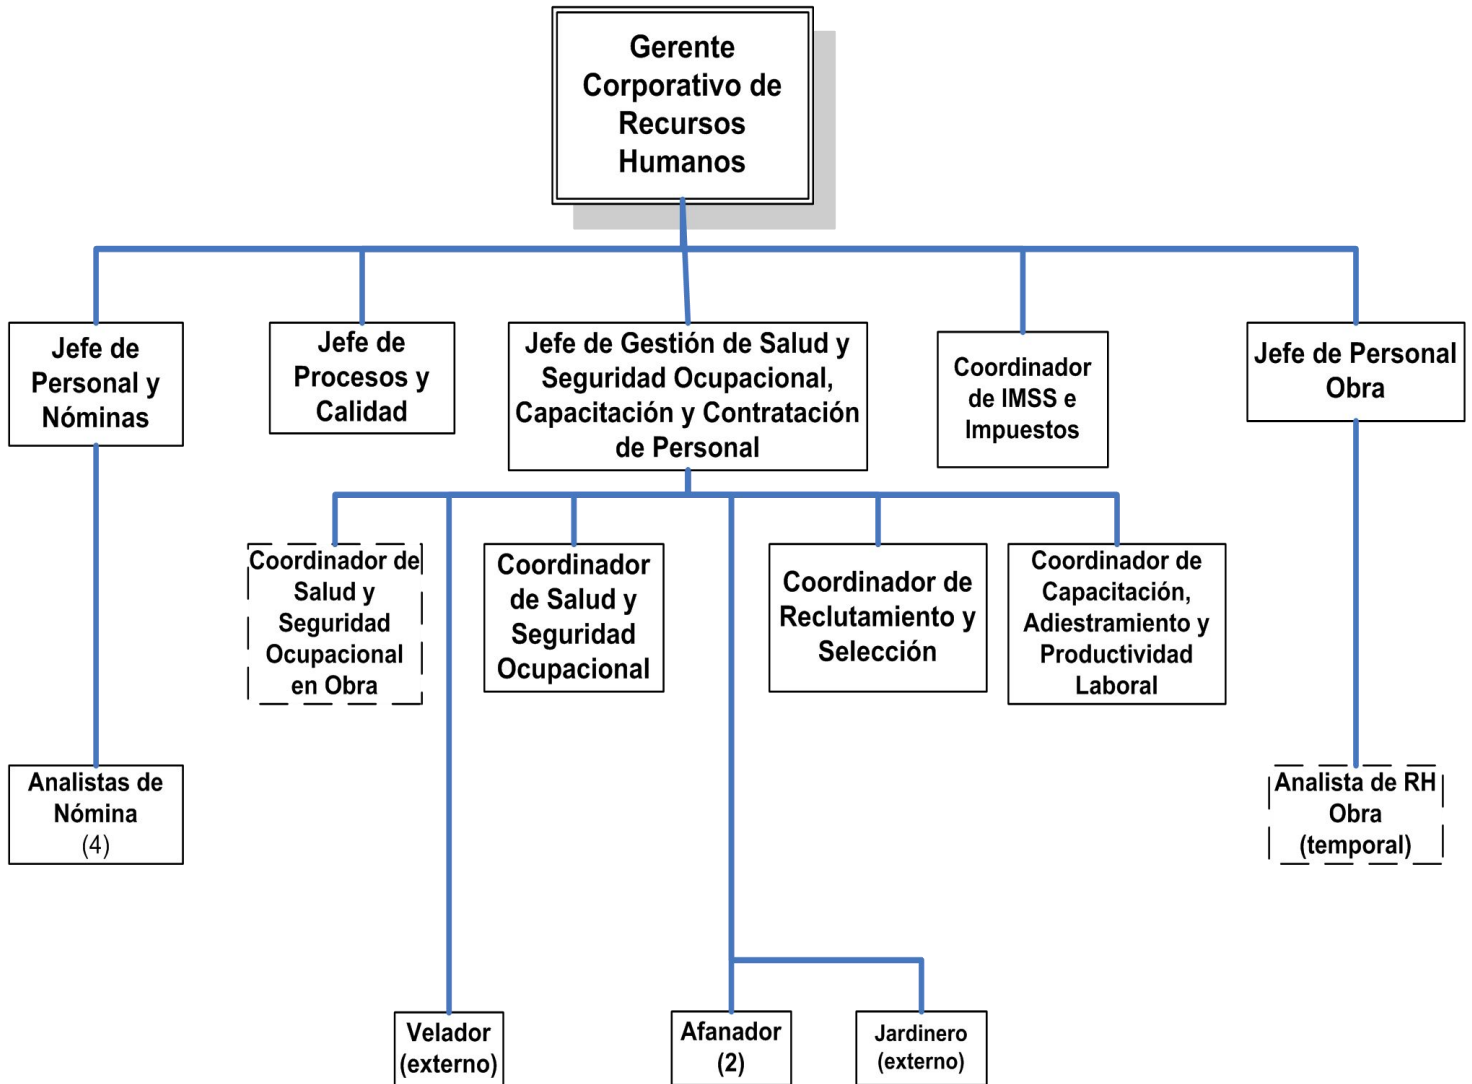 Gerente
Corporativo de
Recursos
Humanos
Jefe de
Personal y
Nóminas
Jefe de
Procesos y
Calidad
Jefe de Gestión de Salud y
Seguridad Ocupacional,
Capacitación y Contratación
de Personal
Coordinador
de IMSS e
Impuestos
Jefe de Personal
Obra
Coordinador de
Salud y
Seguridad
Ocupacional
en Obra
Coordinador
de Salud y
Seguridad
Ocupacional
Coordinador de
Reclutamiento y
Selección
Coordinador de
Capacitación,
Adiestramiento y
Productividad
Laboral
Analistas de
Nómina
(4)
Analista de RH
Obra
(temporal)
Velador
(externo)
Afanador
(2)
Jardinero
(externo)